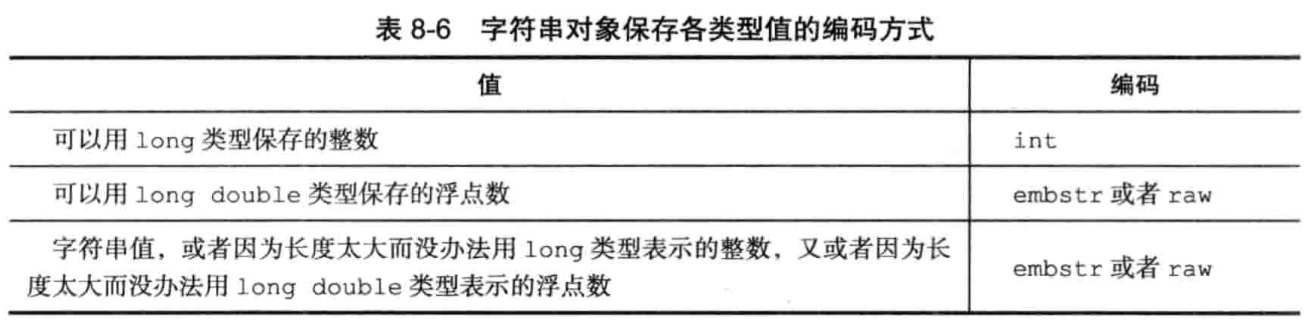 表 8-6 字符串对象保存各类型值的编码方式
值 编码
可以用 long 类型保存的整数 int
可以用 long double 类型保存的浮点数 embstr 或者 raw
字符串值，或者因为长度太大而没办法用 long 类型表示的整数，又或者因为长
度太大而没办法用 long double 类型表示的浮点数 embstr 或者 raw